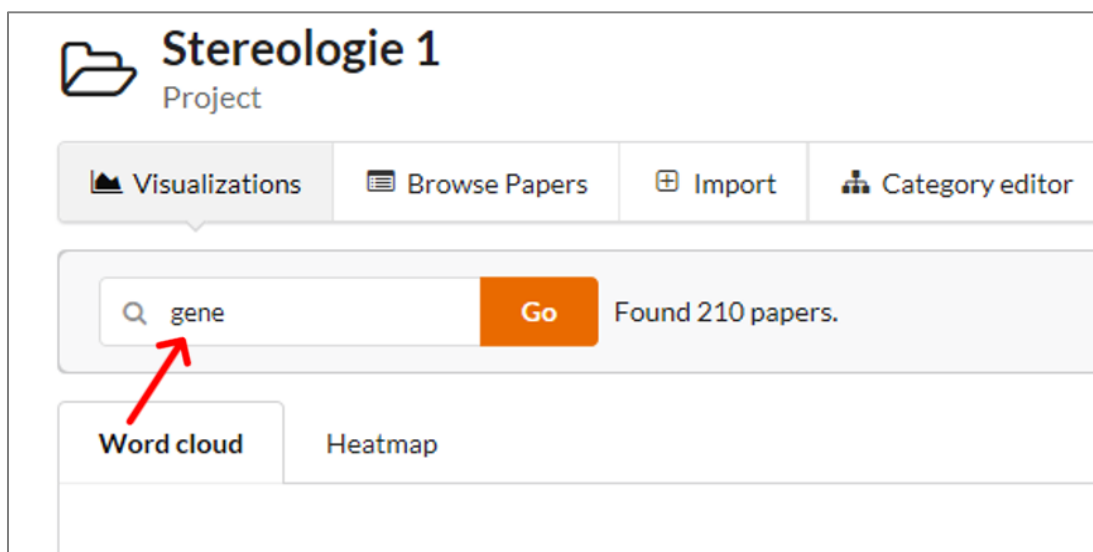 Stereologie 1
Project
Visualizations Browse Papers Import Category editor
gene Go Found 210 papers.
Word cloud Heatmap